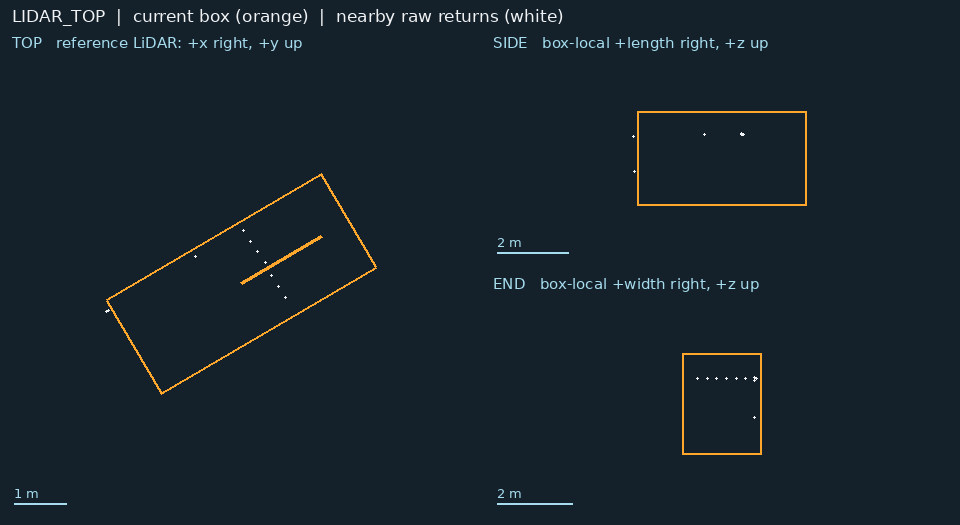 LIDAR_TOP | current box (orange) | nearby raw returns (white)
TOP reference LiDAR: +x right, +y up
SIDE box-local +length right, +z up
2 m
END box-local +width right, +z up
1 m
2 m